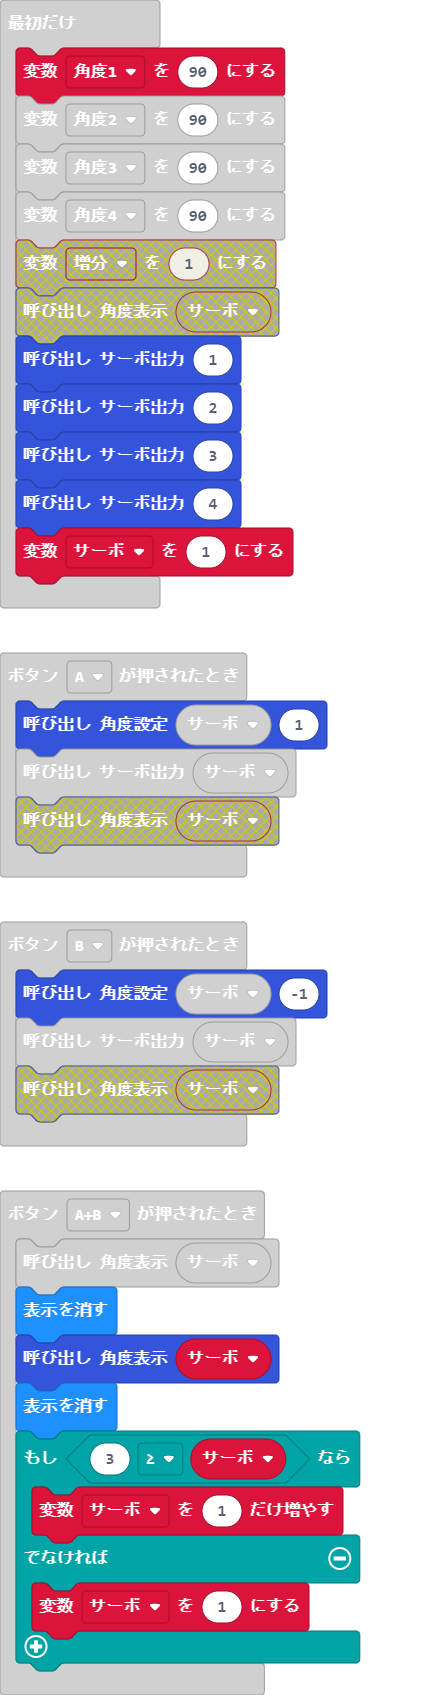 最初だけ
変数 角度1 を 90 にする
変数 角度2 を 90 にする
変数 角度3 を 90 にする
変数 角度4 を 90 にする
変数 増分 を 1 にする
呼び出し 角度表示 サーボ
呼び出し サーボ出力 1
呼び出し サーボ出力 2
呼び出し サーボ出力 3
呼び出し サーボ出力 4
変数 サーボ を 1 にする
ボタン A が押されたとき
呼び出し 角度設定 サーボ 1
呼び出し サーボ出力 サーボ
呼び出し 角度表示 サーボ
ボタン B が押されたとき
呼び出し 角度設定 サーボ -1
呼び出し サーボ出力 サーボ
呼び出し 角度表示 サーボ
ボタン A+B が押されたとき
呼び出し 角度表示 サーボ
表示を消す
呼び出し 角度表示 サーボ
表示を消す
もし 3 ≥ サーボ なら
変数 サーボ を 1 だけ増やす
でなければ
変数 サーボ を 1 にする